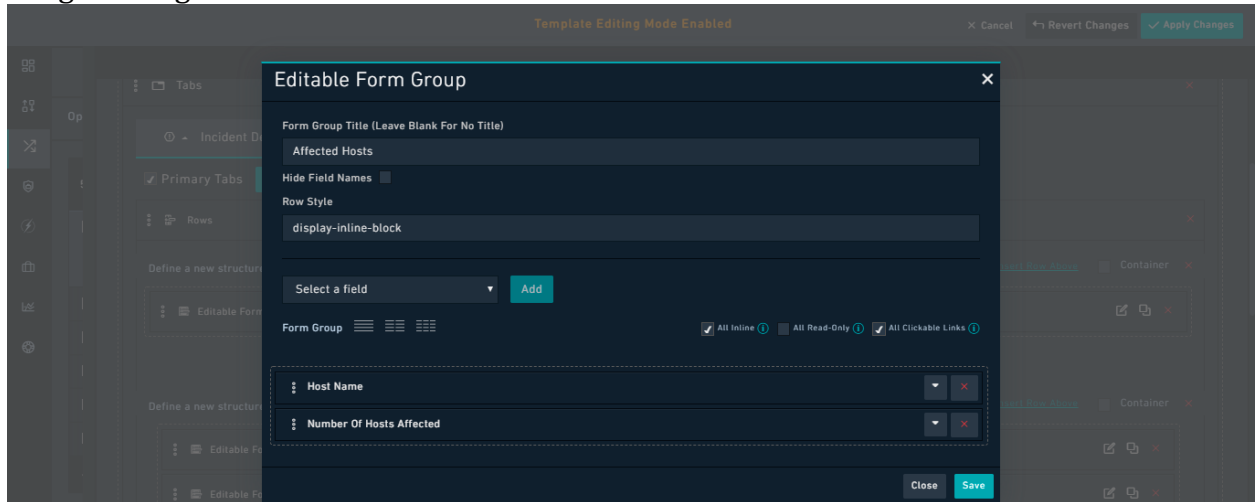 Template Editing Mode Enabled
× Cancel
Revert Changes
Apply Changes
Tabs
Op
Incident D
Primary Tabs
Rows
Define a new structure
Container
Editable Form
Define a new structure
Container
Editable Fo
Editable Fo
Editable Form Group
Form Group Title (Leave Blank For No Title)
Affected Hosts
Hide Field Names
Row Style
display-inline-block
Select a field
Add
Form Group
All Inline
All Read-Only
All Clickable Links
Host Name
Number Of Hosts Affected
Close
Save